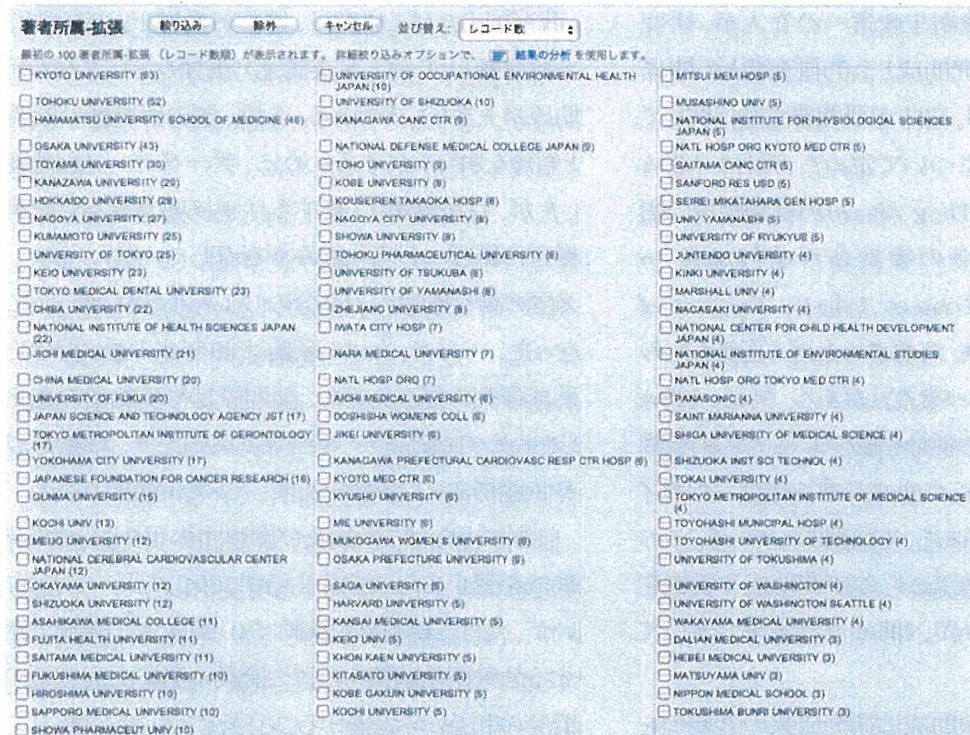 著者所属-拡張 絞り込み 除外 キャンセル 並び替え: レコード数
最初の 100 著者所属-拡張 (レコード数順) が表示されます。 詳細絞り込みオプションで、 結果の分析 を使用します。
KYOTO UNIVERSITY (63)
TOHOKU UNIVERSITY (52)
HAMAMATSU UNIVERSITY SCHOOL OF MEDICINE (46)
OSAKA UNIVERSITY (43)
TOYAMA UNIVERSITY (30)
KANAZAWA UNIVERSITY (29)
HOKKAIDO UNIVERSITY (28)
NAGOYA UNIVERSITY (27)
KUMAMOTO UNIVERSITY (25)
UNIVERSITY OF TOKYO (25)
KEIO UNIVERSITY (23)
TOKYO MEDICAL DENTAL UNIVERSITY (23)
CHIBA UNIVERSITY (22)
NATIONAL INSTITUTE OF HEALTH SCIENCES JAPAN
(22)
JICHI MEDICAL UNIVERSITY (21)
CHINA MEDICAL UNIVERSITY (20)
UNIVERSITY OF FUKUI (20)
JAPAN SCIENCE AND TECHNOLOGY AGENCY JST (17)
TOKYO METROPOLITAN INSTITUTE OF GERONTOLOGY
(17)
YOKOHAMA CITY UNIVERSITY (17)
JAPANESE FOUNDATION FOR CANCER RESEARCH (16)
GUNMA UNIVERSITY (15)
KOCHI UNIV (13)
MEIJO UNIVERSITY (12)
NATIONAL CEREBRAL CARDIOVASCULAR CENTER
JAPAN (12)
OKAYAMA UNIVERSITY (12)
SHIZUOKA UNIVERSITY (12)
ASAHIKAWA MEDICAL COLLEGE (11)
FUJITA HEALTH UNIVERSITY (11)
SAITAMA MEDICAL UNIVERSITY (11)
FUKUSHIMA MEDICAL UNIVERSITY (10)
HIROSHIMA UNIVERSITY (10)
SAPPORO MEDICAL UNIVERSITY (10)
SHOWA PHARMACEUT UNIV (10)
UNIVERSITY OF OCCUPATIONAL ENVIRONMENTAL HEALTH
JAPAN (10)
UNIVERSITY OF SHIZUOKA (10)
KANAGAWA CANC CTR (9)
NATIONAL DEFENSE MEDICAL COLLEGE JAPAN (9)
TOHO UNIVERSITY (9)
KOBE UNIVERSITY (8)
KOUSEIREN TAKAOKA HOSP (8)
NAGOYA CITY UNIVERSITY (8)
SHOWA UNIVERSITY (8)
TOHOKU PHARMACEUTICAL UNIVERSITY (8)
UNIVERSITY OF TSUKUBA (8)
UNIVERSITY OF YAMANASHI (8)
ZHEJIANG UNIVERSITY (8)
IWATA CITY HOSP (7)
NARA MEDICAL UNIVERSITY (7)
NATL HOSP ORG (7)
AICHI MEDICAL UNIVERSITY (6)
DOSHISHA WOMENS COLL (6)
JIKEI UNIVERSITY (6)
KANAGAWA PREFECTURAL CARDIOVASC RESP CTR HOSP (6)
KYOTO MED CTR (6)
KYUSHU UNIVERSITY (6)
MIE UNIVERSITY (6)
MUKOGAWA WOMEN S UNIVERSITY (6)
OSAKA PREFECTURE UNIVERSITY (6)
SAGA UNIVERSITY (6)
HARVARD UNIVERSITY (5)
KANSAI MEDICAL UNIVERSITY (5)
KEIO UNIV (5)
KHON KAEN UNIVERSITY (5)
KITASATO UNIVERSITY (5)
KOBE GAKUIN UNIVERSITY (5)
KOCHI UNIVERSITY (5)
MITSUI MEM HOSP (5)
MUSASHINO UNIV (5)
NATIONAL INSTITUTE FOR PHYSIOLOGICAL SCIENCES
JAPAN (5)
NATL HOSP ORG KYOTO MED CTR (5)
SAITAMA CANC CTR (5)
SANFORD RES USD (5)
SEIREI MIKATAHARA GEN HOSP (5)
UNIV YAMANASHI (5)
UNIVERSITY OF RYUKYUS (5)
JUNTENDO UNIVERSITY (4)
KINKI UNIVERSITY (4)
MARSHALL UNIV (4)
NAGASAKI UNIVERSITY (4)
NATIONAL CENTER FOR CHILD HEALTH DEVELOPMENT
JAPAN (4)
NATIONAL INSTITUTE OF ENVIRONMENTAL STUDIES
JAPAN (4)
NATL HOSP ORG TOKYO MED CTR (4)
PANASONIC (4)
SAINT MARIANNA UNIVERSITY (4)
SHIGA UNIVERSITY OF MEDICAL SCIENCE (4)
SHIZUOKA INST SCI TECHNOL (4)
TOKAI UNIVERSITY (4)
TOKYO METROPOLITAN INSTITUTE OF MEDICAL SCIENCE
(4)
TOYOHASHI MUNICIPAL HOSP (4)
TOYOHASHI UNIVERSITY OF TECHNOLOGY (4)
UNIVERSITY OF TOKUSHIMA (4)
UNIVERSITY OF WASHINGTON (4)
UNIVERSITY OF WASHINGTON SEATTLE (4)
WAKAYAMA MEDICAL UNIVERSITY (4)
DALIAN MEDICAL UNIVERSITY (3)
HEBEI MEDICAL UNIVERSITY (3)
MATSUYAMA UNIV (3)
NIPPON MEDICAL SCHOOL (3)
TOKUSHIMA BUNRI UNIVERSITY (3)